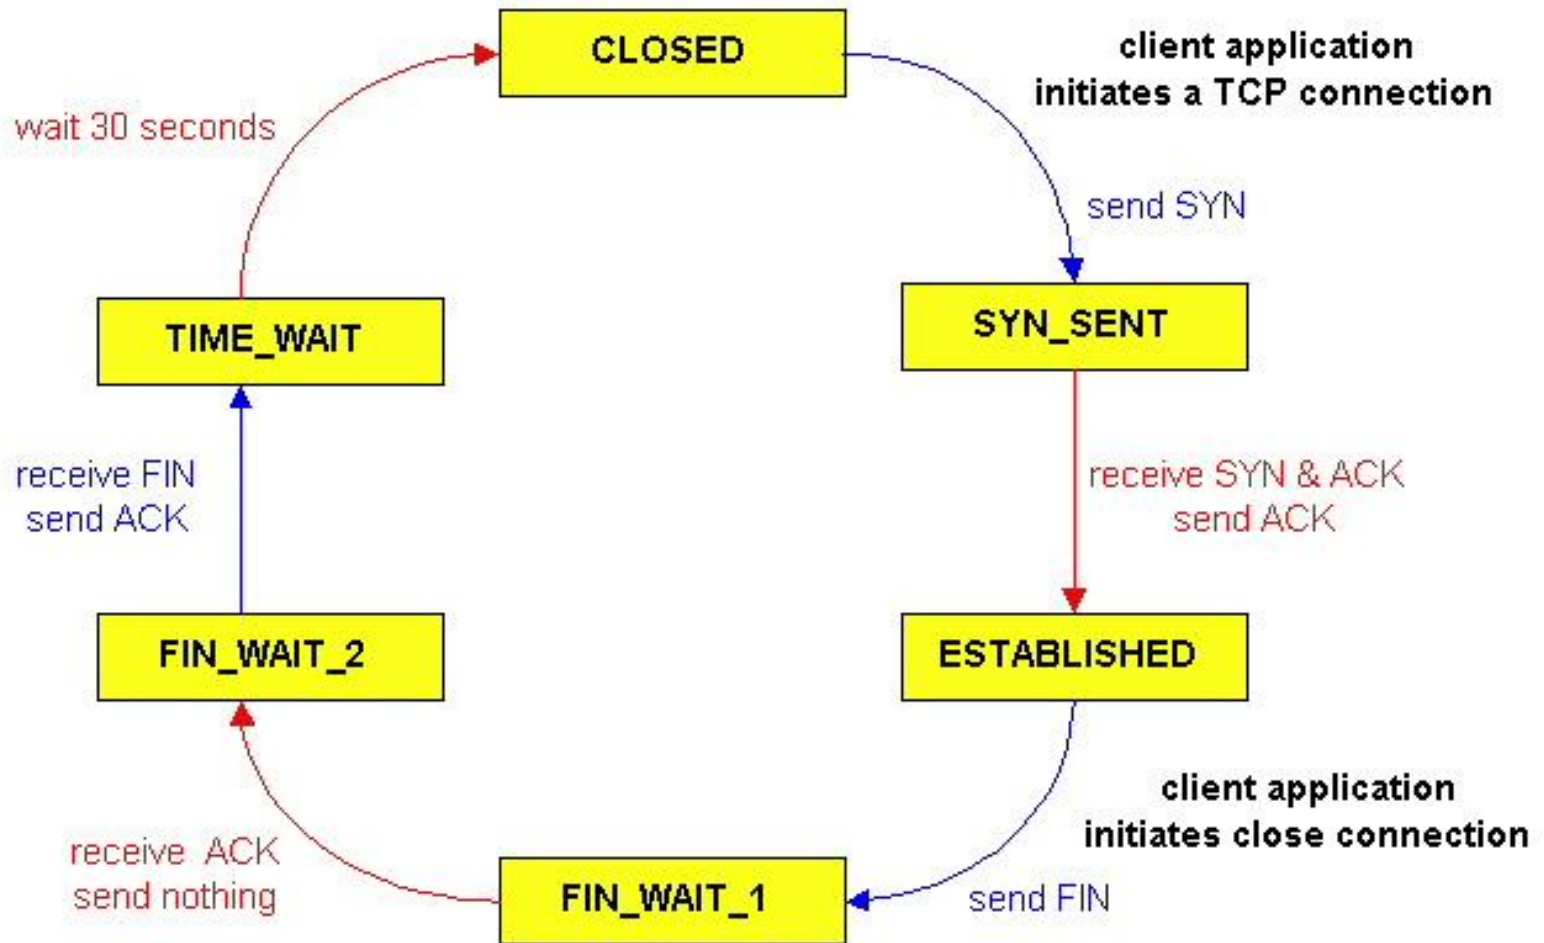 CLOSED
client application
initiates a TCP connection
wait 30 seconds
send SYN
TIME_WAIT
SYN_SENT
receive FIN
send ACK
receive SYN & ACK
send ACK
FIN_WAIT_2
ESTABLISHED
client application
initiates close connection
receive ACK
send nothing
FIN_WAIT_1
send FIN